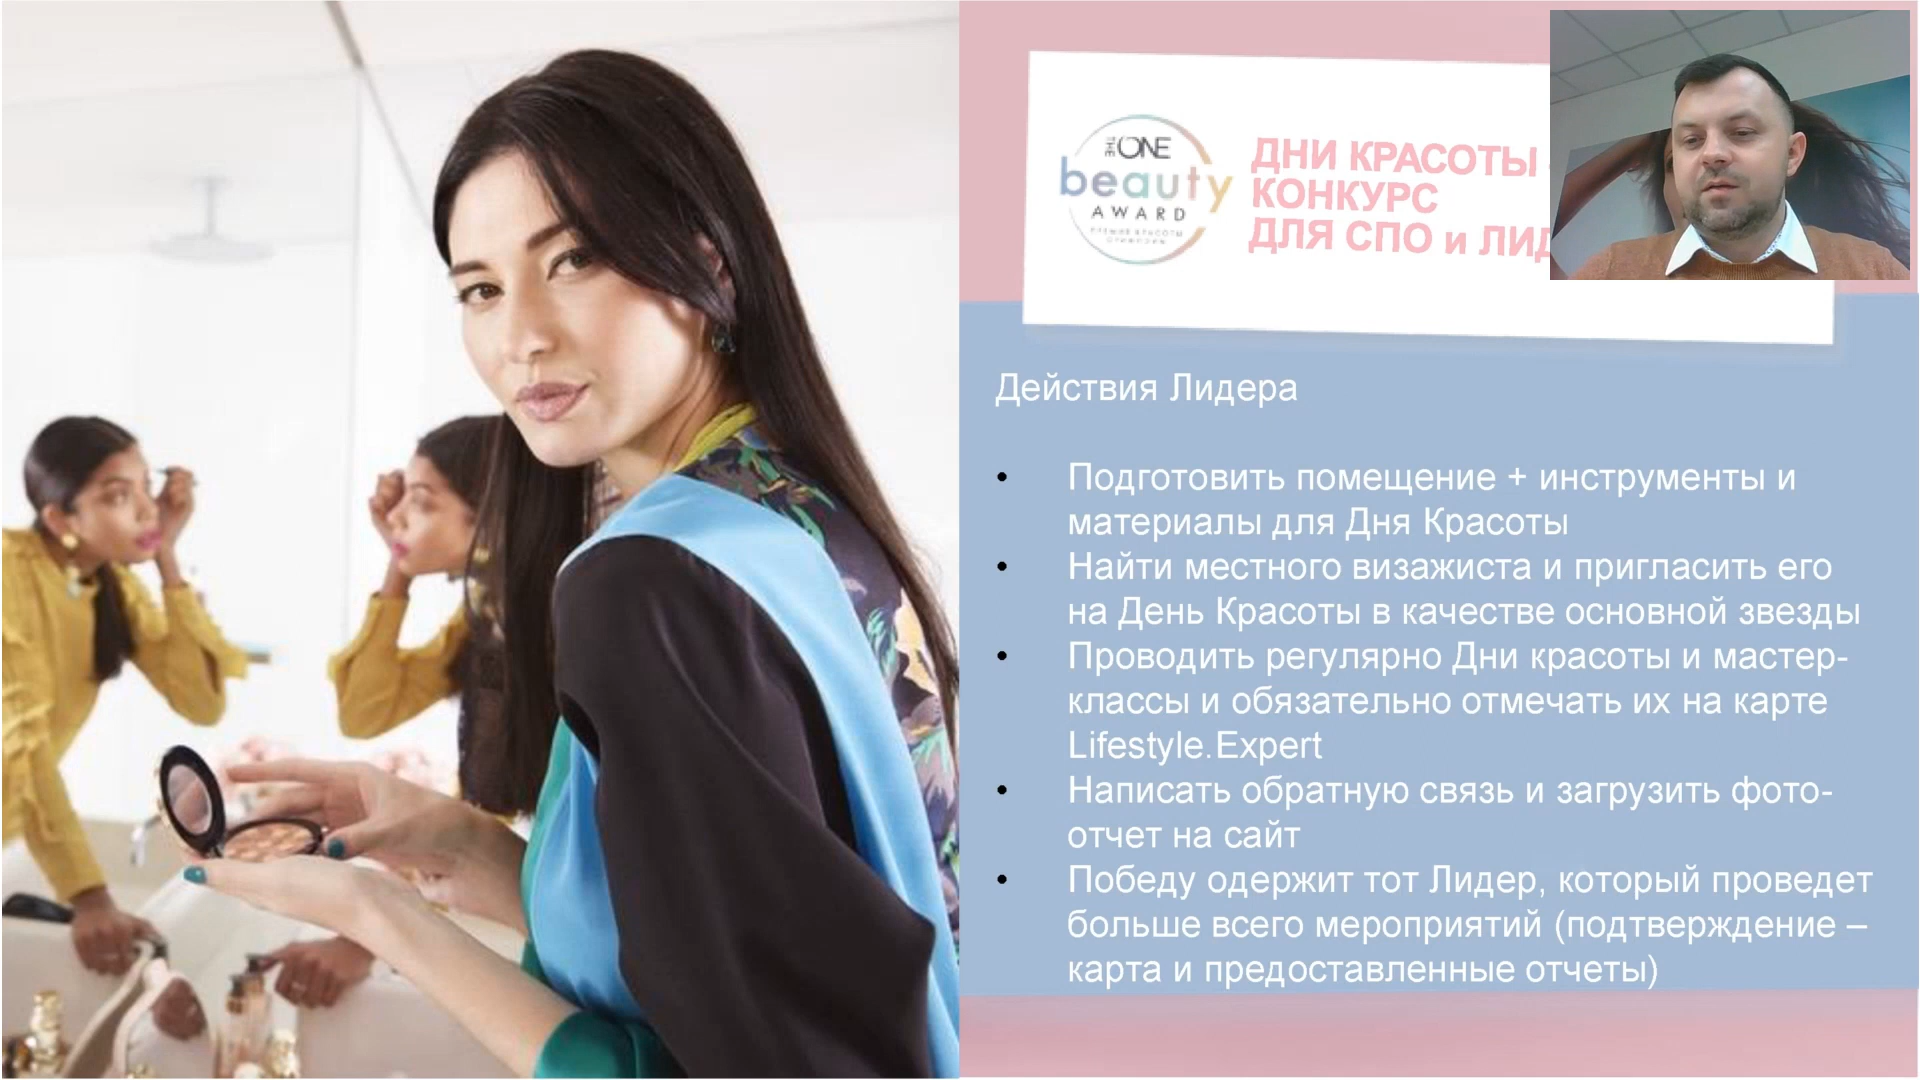 THE ONE
beauty
AWARD
ПРЕМИЯ КРАСОТЫ
ДНИ КРАСОТЫ
КОНКУРС
ДЛЯ СПО и
Действия Лидера
• Подготовить помещение + инструменты и
материалы для Дня Красоты
• Найти местного визажиста и пригласить его
на День Красоты в качестве основной звезды
• Проводить регулярно Дни красоты и мастер-
классы и обязательно отмечать их на карте
Lifestyle.Expert
• Написать обратную связь и загрузить фото-
отчет на сайт
• Победу одержит тот Лидер, который проведет
больше всего мероприятий (подтверждение –
карта и предоставленные отчеты)